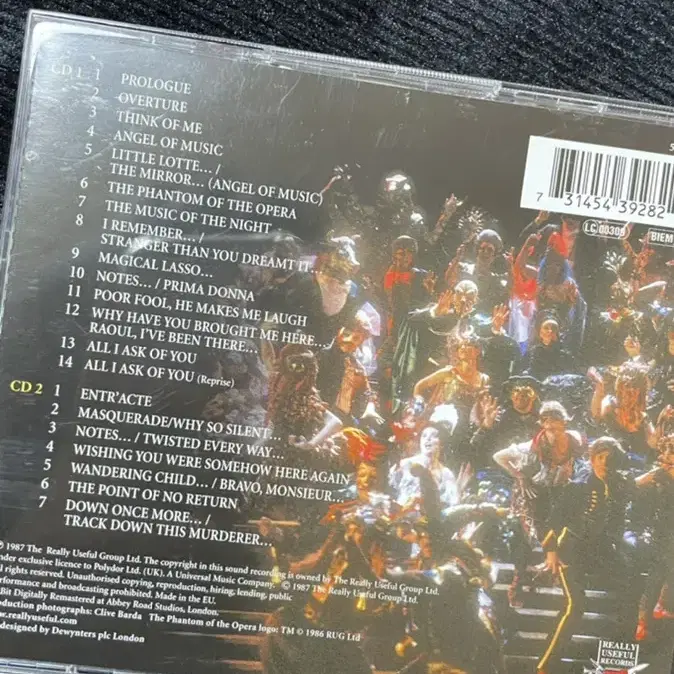 CD 1
1 PROLOGUE
2 OVERTURE
3 THINK OF ME
4 ANGEL OF MUSIC
5 LITTLE LOTTE... /
THE MIRROR... (ANGEL OF MUSIC)
6 THE PHANTOM OF THE OPERA
7 THE MUSIC OF THE NIGHT
8 I REMEMBER... /
STRANGER THAN YOU DREAMT IT...
9 MAGICAL LASSO...
10 NOTES... / PRIMA DONNA
11 POOR FOOL, HE MAKES ME LAUGH
12 WHY HAVE YOU BROUGHT ME HERE... /
RAOUL, I'VE BEEN THERE...
13 ALL I ASK OF YOU
14 ALL I ASK OF YOU (Reprise)
CD 2
1 ENTR'ACTE
2 MASQUERADE/WHY SO SILENT...
3 NOTES... / TWISTED EVERY WAY...
4 WISHING YOU WERE SOMEHOW HERE AGAIN
5 WANDERING CHILD... / BRAVO, MONSIEUR...
6 THE POINT OF NO RETURN
7 DOWN ONCE MORE... /
TRACK DOWN THIS MURDERER...
7 31454 39282
LC 00309
BIEM
℗ 1987 The Really Useful Group Ltd. The copyright in this sound recording is owned by The Really Useful Group Ltd.
under exclusive licence to Polydor Ltd. (UK). A Universal Music Company. © 1987 The Really Useful Group Ltd.
All rights reserved. Unauthorised copying, reproduction, hiring, lending, public
performance and broadcasting prohibited. Made in the EU.
Bit Digitally Remastered at Abbey Road Studios, London.
production photographs: Clive Barda The Phantom of the Opera logo: TM © 1986 RUG Ltd
www.reallyuseful.com
designed by Dewynters plc London
REALLY
USEFUL
RECORDS